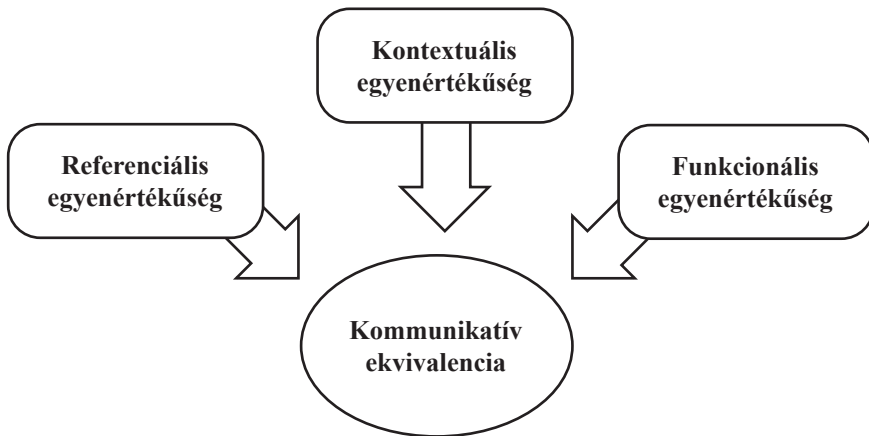 Kontextuális
egyenértékűség
Referenciális
egyenértékűség
Funkcionális
egyenértékűség
Kommunikatív
ekvivalencia